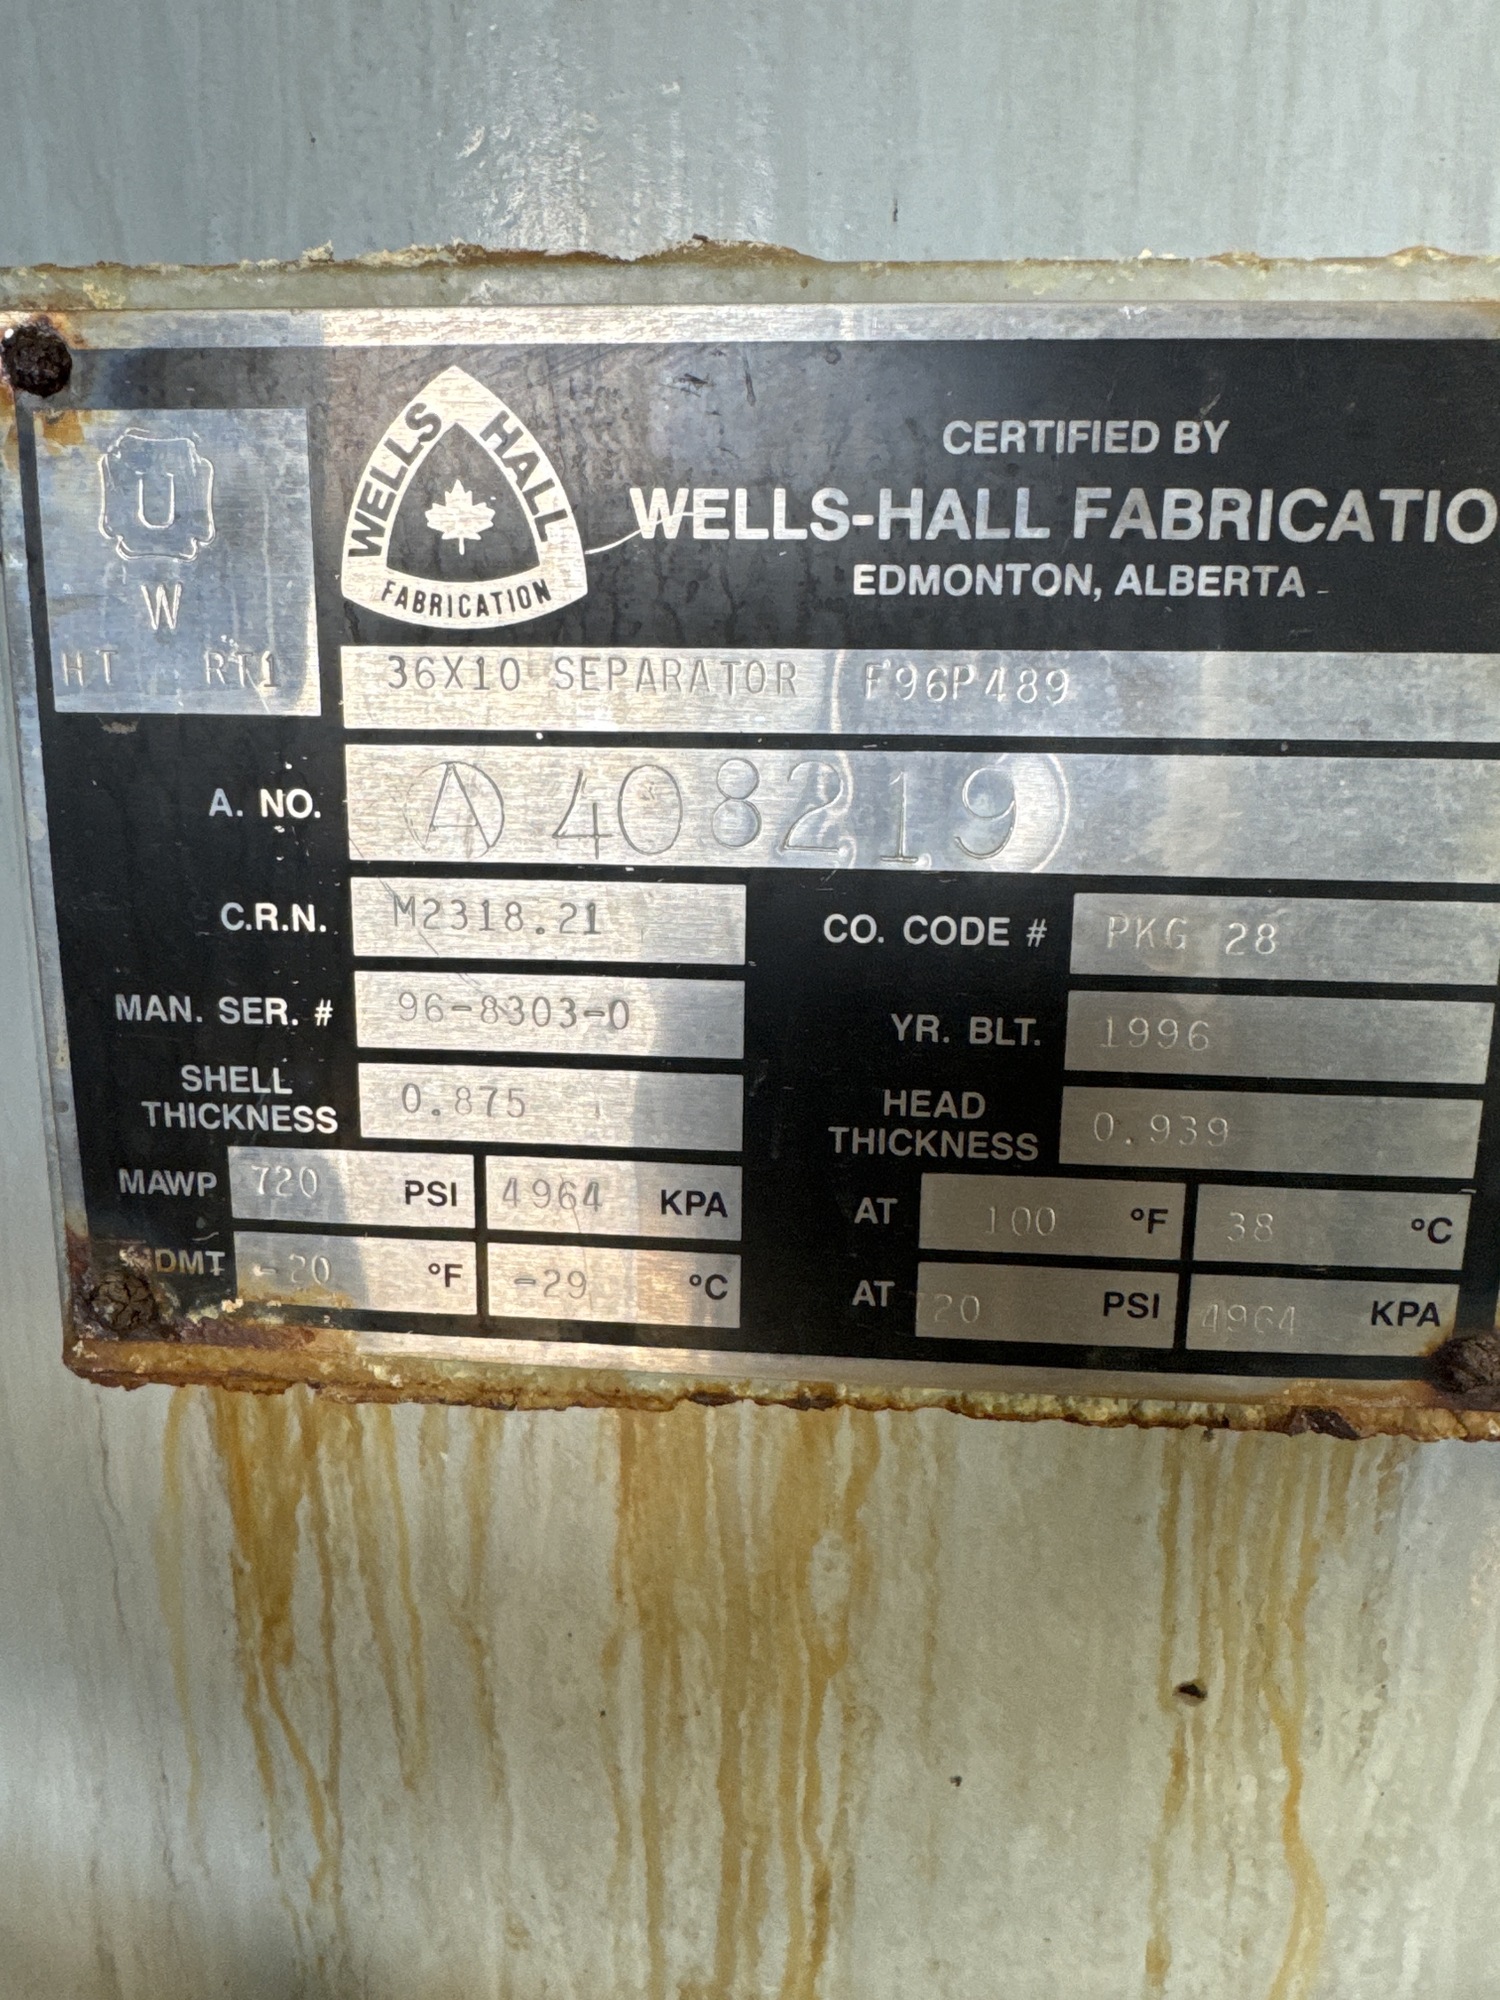 U
W
HT RT1
WELLS HALL
FABRICATION
CERTIFIED BY
WELLS-HALL FABRICATIO
EDMONTON, ALBERTA
36X10 SEPARATOR F96P489
A. NO. A 408219
C.R.N. M2318.21 CO. CODE # PKG 28
MAN. SER. # 96-8303-0 YR. BLT. 1996
SHELL
THICKNESS 0.875
HEAD
THICKNESS 0.939
MAWP 720 PSI 4964 KPA AT 100 °F 38 °C
MDMT -20 °F -29 °C AT 720 PSI 4964 KPA